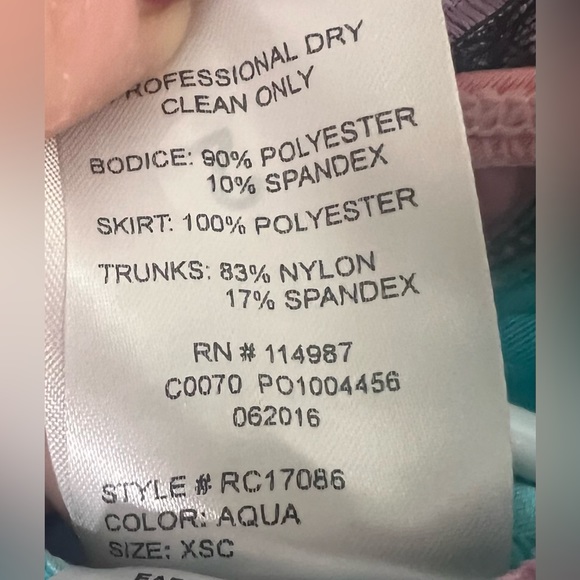 PROFESSIONAL DRY
CLEAN ONLY
BODICE: 90% POLYESTER
10% SPANDEX
SKIRT: 100% POLYESTER
TRUNKS: 83% NYLON
17% SPANDEX
RN # 114987
C0070 PO1004456
062016
STYLE # RC17086
COLOR: AQUA
SIZE: XSC